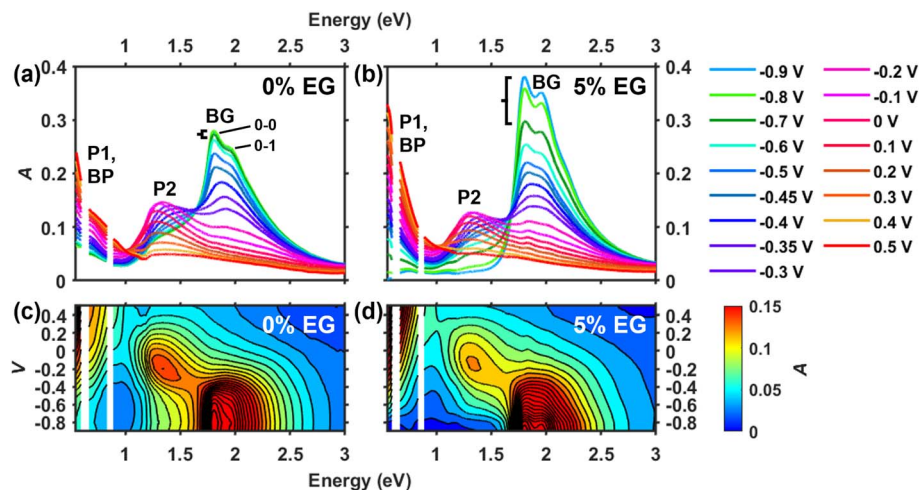 Energy (eV)
1 1.5 2 2.5 3 1 1.5 2 2.5 3
(a) 0% EG
(b) 5% EG
0.4
0.3
0.2
0.1
0
A
P1,
BP
P2
BG
0-0
0-1
0.4
0.3
0.2
0.1
0
P1,
BP
P2
BG
-0.9 V
-0.8 V
-0.7 V
-0.6 V
-0.5 V
-0.45 V
-0.4 V
-0.35 V
-0.3 V
-0.2 V
-0.1 V
0 V
0.1 V
0.2 V
0.3 V
0.4 V
0.5 V
(c) 0% EG
(d) 5% EG
V
0.4
0.2
0
-0.2
-0.4
-0.6
-0.8
0.4
0.2
0
-0.2
-0.4
-0.6
-0.8
0.15
0.1
0.05
0
A
1 1.5 2 2.5 3 1 1.5 2 2.5 3
Energy (eV)